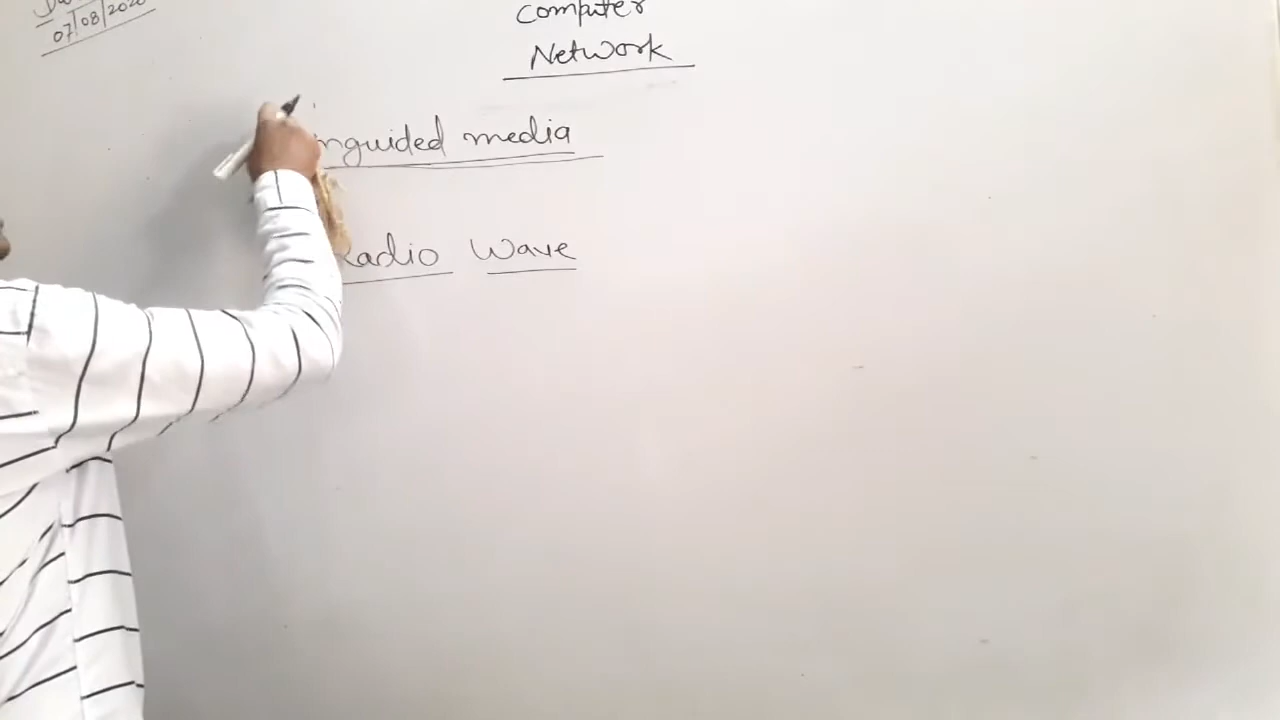 07/08/2020
Computer
Network
nguided media
Radio Wave